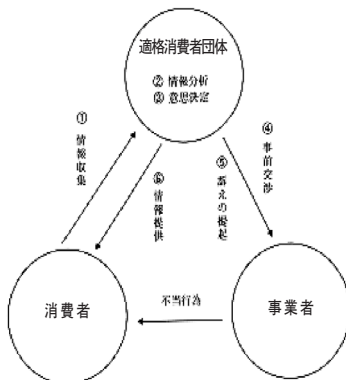 適格消費者団体
② 情報分析
③ 意思決定
① 情報収集
⑥ 情報提供
⑤ 訴えの提起
④ 事前交渉
消費者
不当行為
事業者